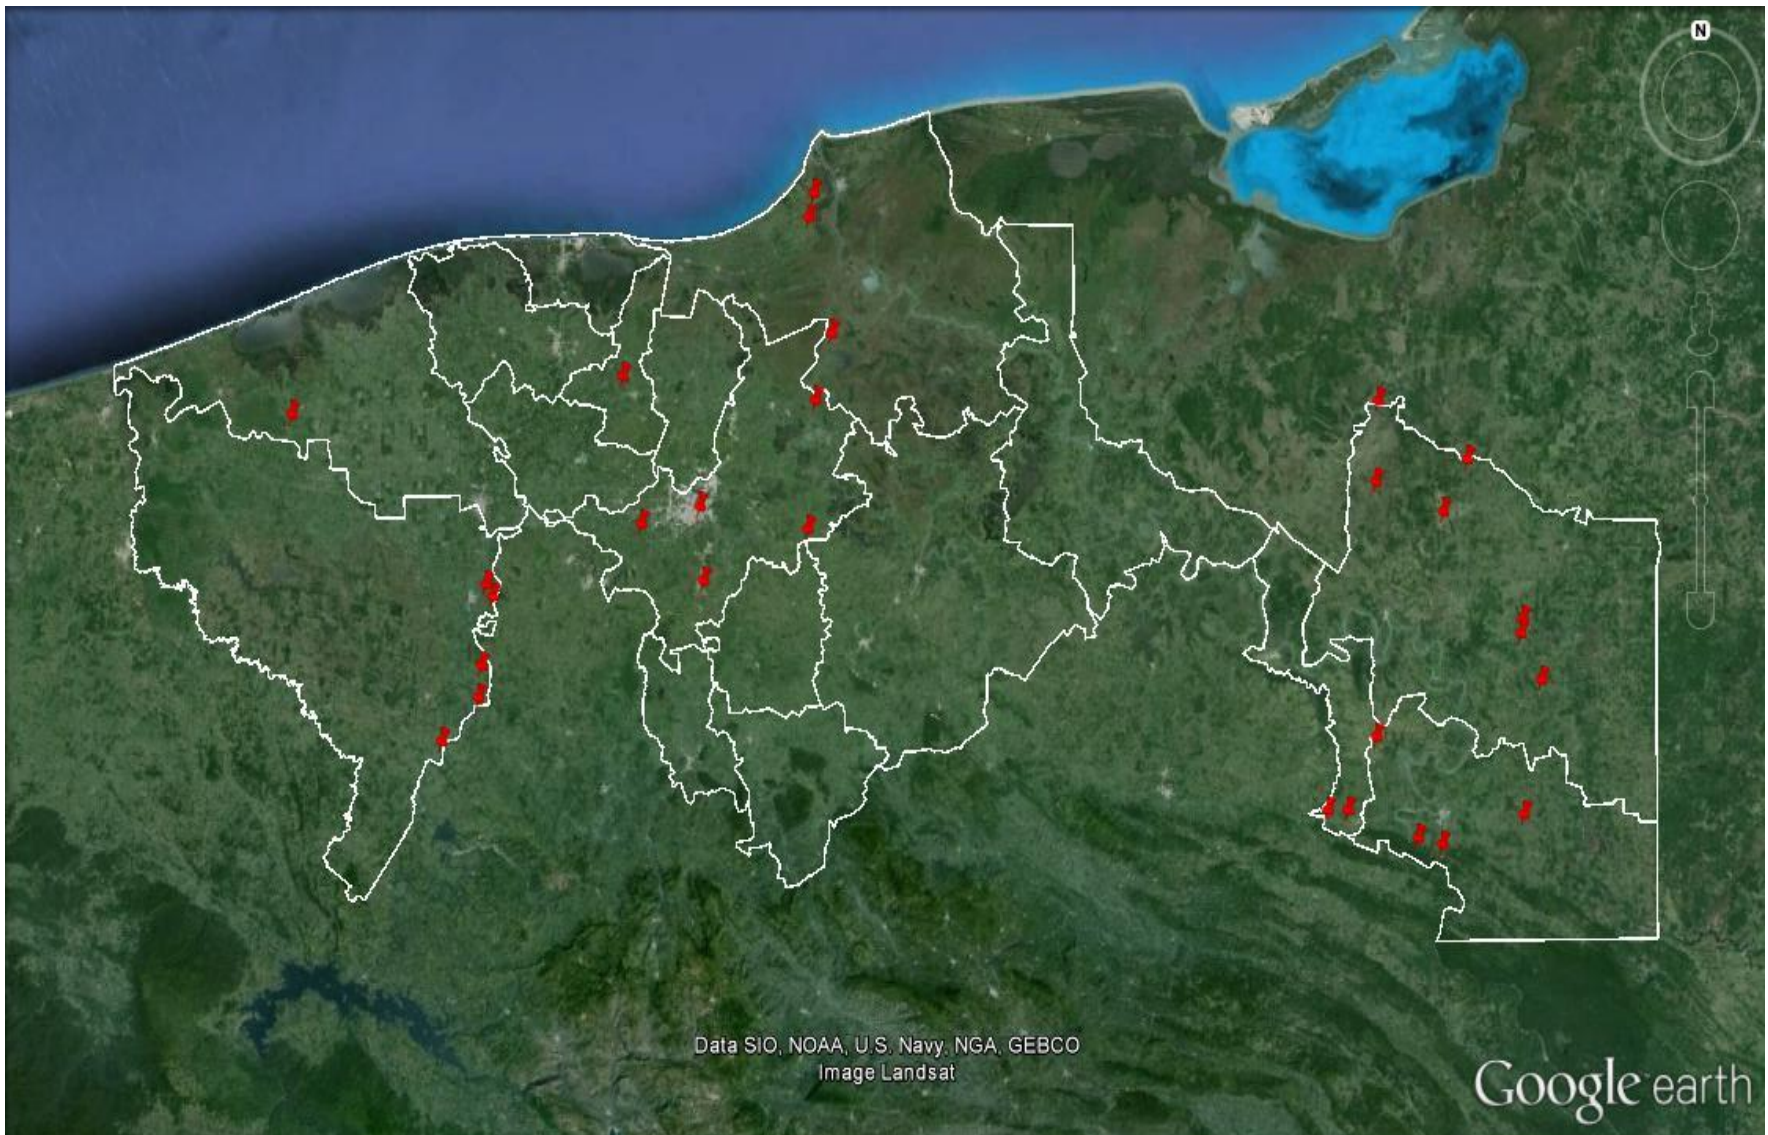 N
Data SIO, NOAA, U.S. Navy, NGA, GEBCO
Image Landsat
Google earth